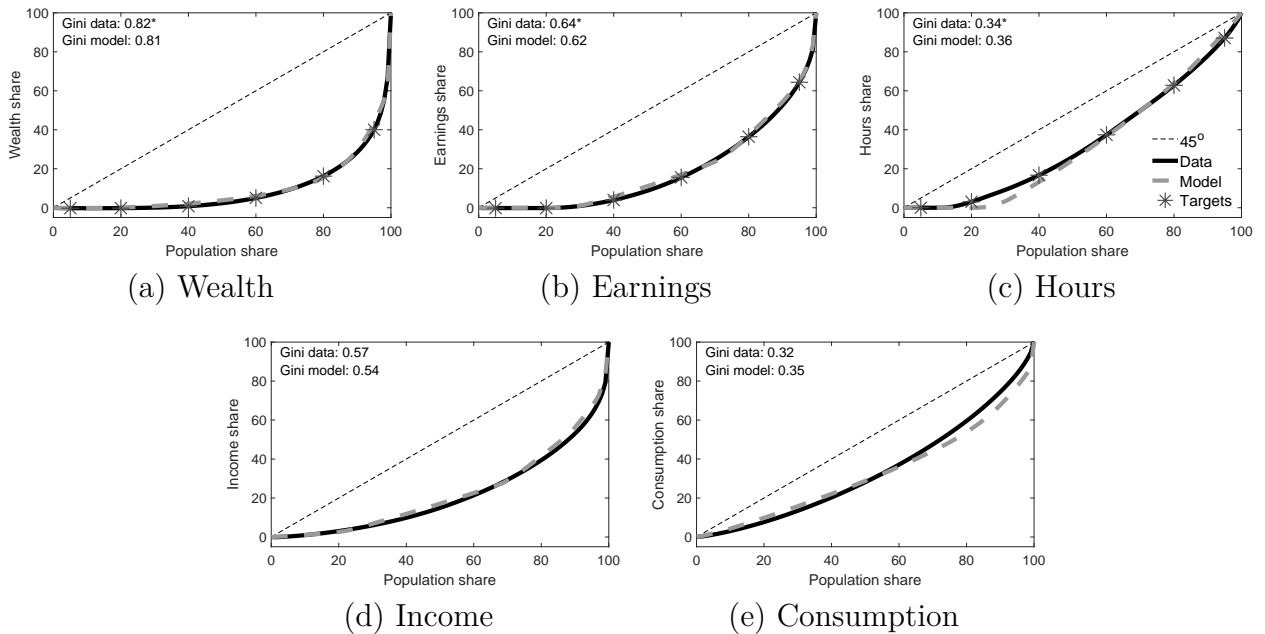 Gini data: 0.82*
Gini model: 0.81
100
80
60
40
20
0
Wealth share
0 20 40 60 80 100
Population share
(a) Wealth
Gini data: 0.64*
Gini model: 0.62
100
80
60
40
20
0
Earnings share
0 20 40 60 80 100
Population share
(b) Earnings
Gini data: 0.34*
Gini model: 0.36
100
80
60
40
20
0
Hours share
45°
Data
Model
Targets
0 20 40 60 80 100
Population share
(c) Hours
Gini data: 0.57
Gini model: 0.54
100
80
60
40
20
0
Income share
0 20 40 60 80 100
Population share
(d) Income
Gini data: 0.32
Gini model: 0.35
100
80
60
40
20
0
Consumption share
0 20 40 60 80 100
Population share
(e) Consumption